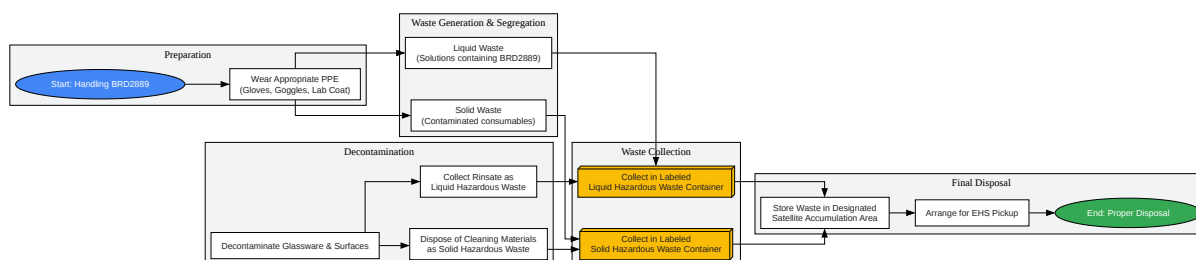 Preparation
Start: Handling BRD2889
Wear Appropriate PPE
(Gloves, Goggles, Lab Coat)
Waste Generation & Segregation
Liquid Waste
(Solutions containing BRD2889)
Solid Waste
(Contaminated consumables)
Decontamination
Collect Rinsate as
Liquid Hazardous Waste
Decontaminate Glassware & Surfaces
Dispose of Cleaning Materials
as Solid Hazardous Waste
Waste Collection
Collect in Labeled
Liquid Hazardous Waste Container
Collect in Labeled
Solid Hazardous Waste Container
Final Disposal
Store Waste in Designated
Satellite Accumulation Area
Arrange for EHS Pickup
End: Proper Disposal